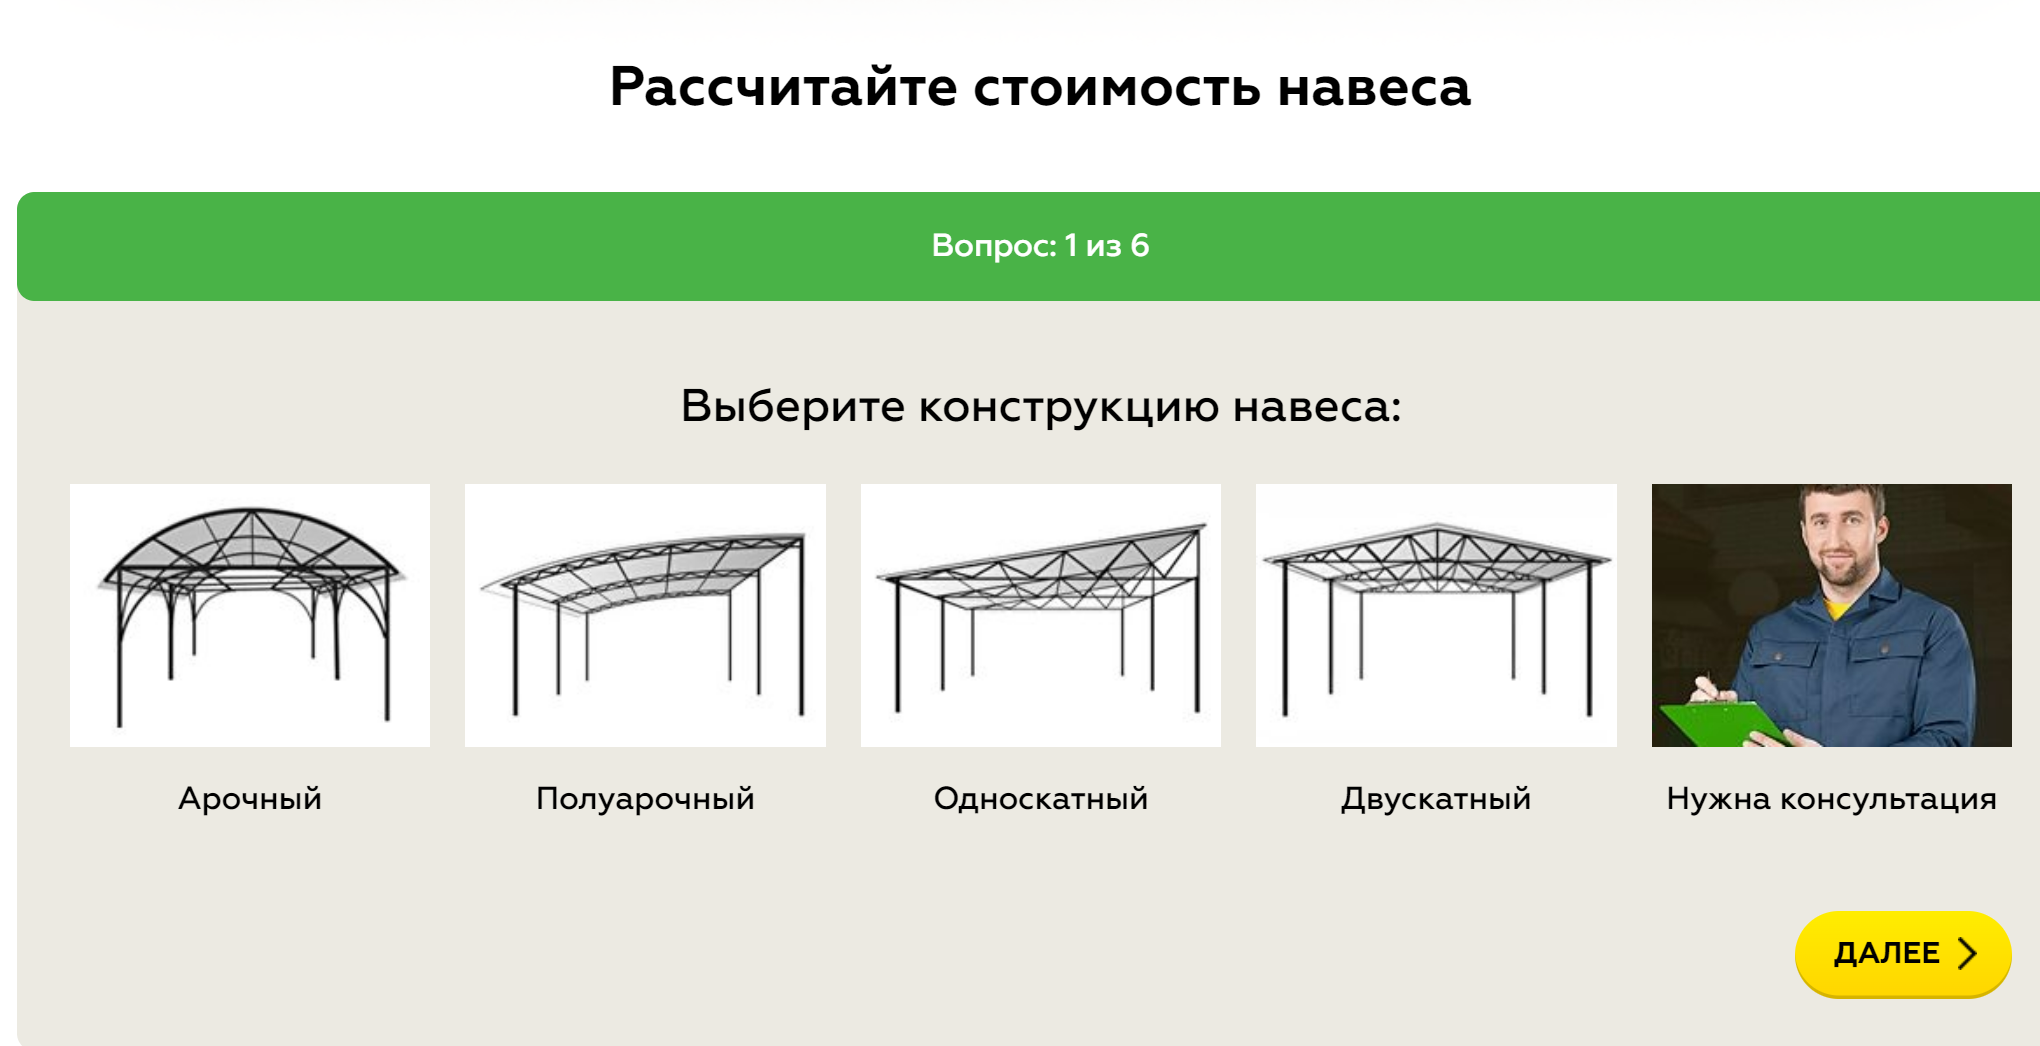 Рассчитайте стоимость навеса
Вопрос: 1 из 6
Выберите конструкцию навеса:
Арочный
Полуарочный
Односкатный
Двускатный
Нужна консультация
ДАЛЕЕ